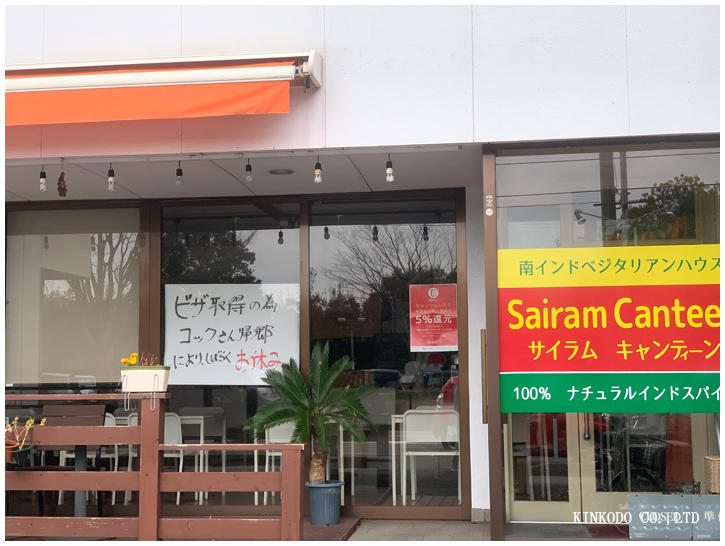 ビザ取得の為
コックさん帰郷
により、しばらくお休み
5%還元
南インドベジタリアンハウス
Sairam Cantee
サイラム キャンティーン
100% ナチュラルインドスパイ
CLOSED 準
KINKODO CO.,LTD